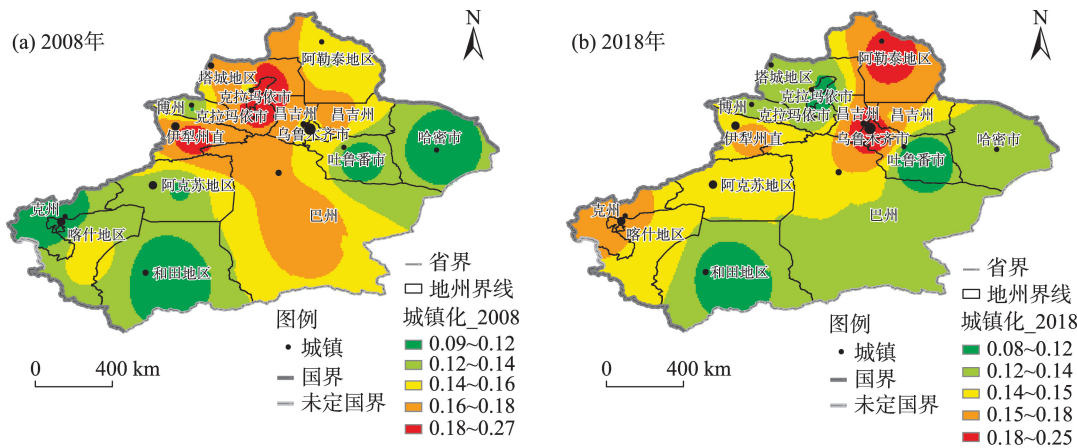 (a) 2008年
N
阿勒泰地区
塔城地区
克拉玛依市
博州
克拉玛依市
昌吉州
昌吉州
伊犁州直
乌鲁木齐市
哈密市
吐鲁番市
阿克苏地区
克州
巴州
喀什地区
和田地区
省界
地州界线
图例
城镇化_2008
城镇
0.09~0.12
国界
0.12~0.14
未定国界
0.14~0.16
0.16~0.18
0.18~0.27
0 400 km
(b) 2018年
N
阿勒泰地区
塔城地区
克拉玛依市
博州
克拉玛依市
昌吉州
昌吉州
伊犁州直
乌鲁木齐市
哈密市
吐鲁番市
阿克苏地区
克州
巴州
喀什地区
和田地区
省界
地州界线
图例
城镇化_2018
城镇
0.08~0.12
国界
0.12~0.14
未定国界
0.14~0.15
0.15~0.18
0.18~0.25
0 400 km